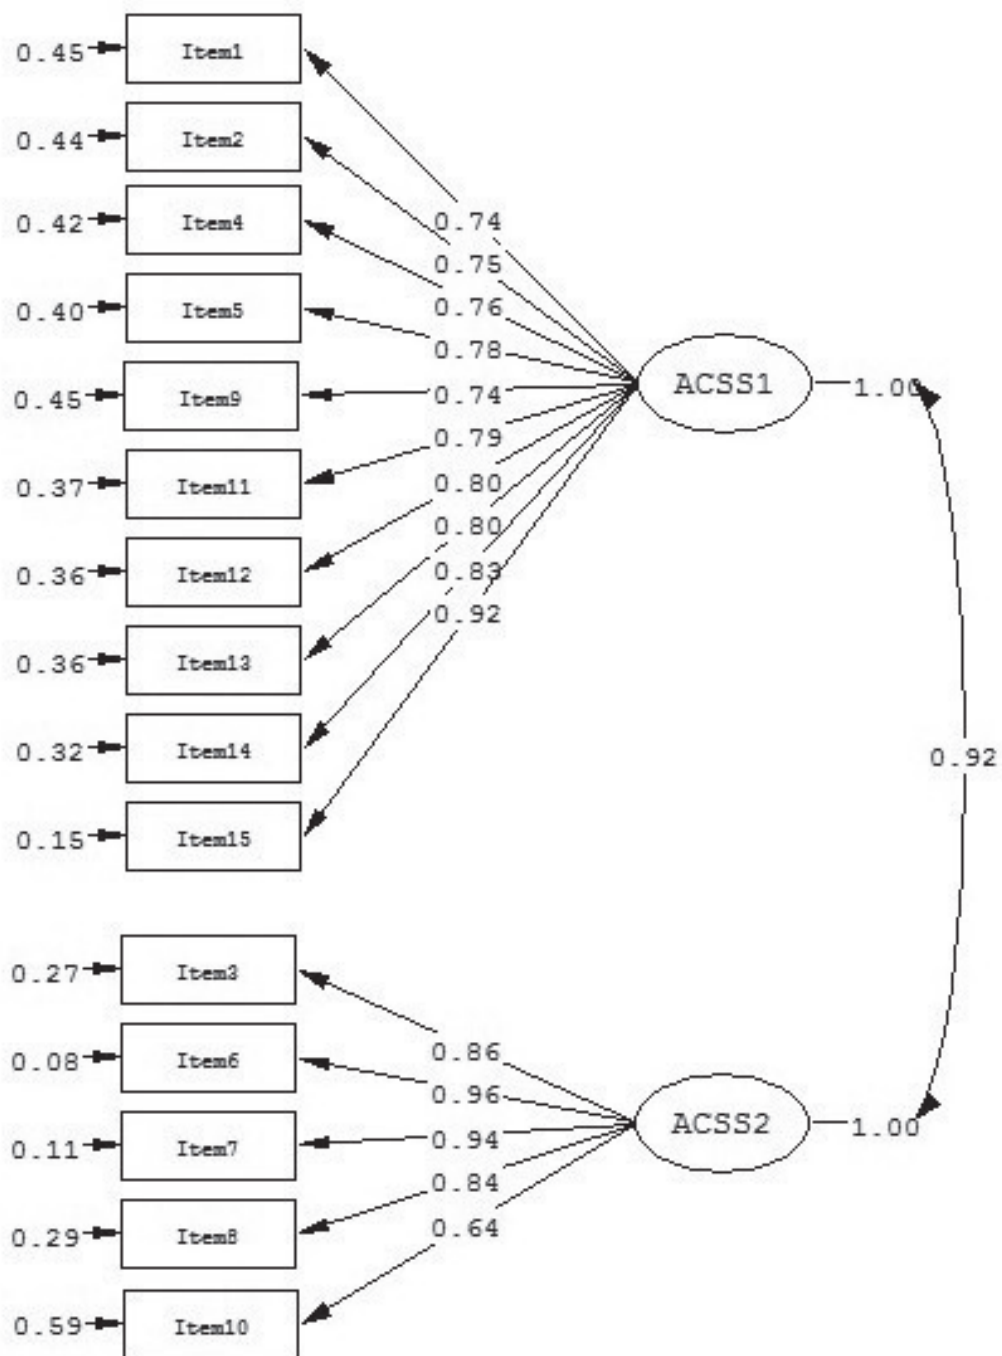 0.45 Item1
0.44 Item2
0.42 Item4
0.74
0.75
0.40 Item5
0.76
0.78
0.45 Item9
0.74
ACSS1
1.00
0.79
0.37 Item11
0.80
0.80
0.36 Item12
0.83
0.92
0.36 Item13
0.32 Item14
0.92
0.15 Item15
0.27 Item3
0.86
0.08 Item6
0.96
0.94
ACSS2
1.00
0.11 Item7
0.84
0.64
0.29 Item8
0.59 Item10